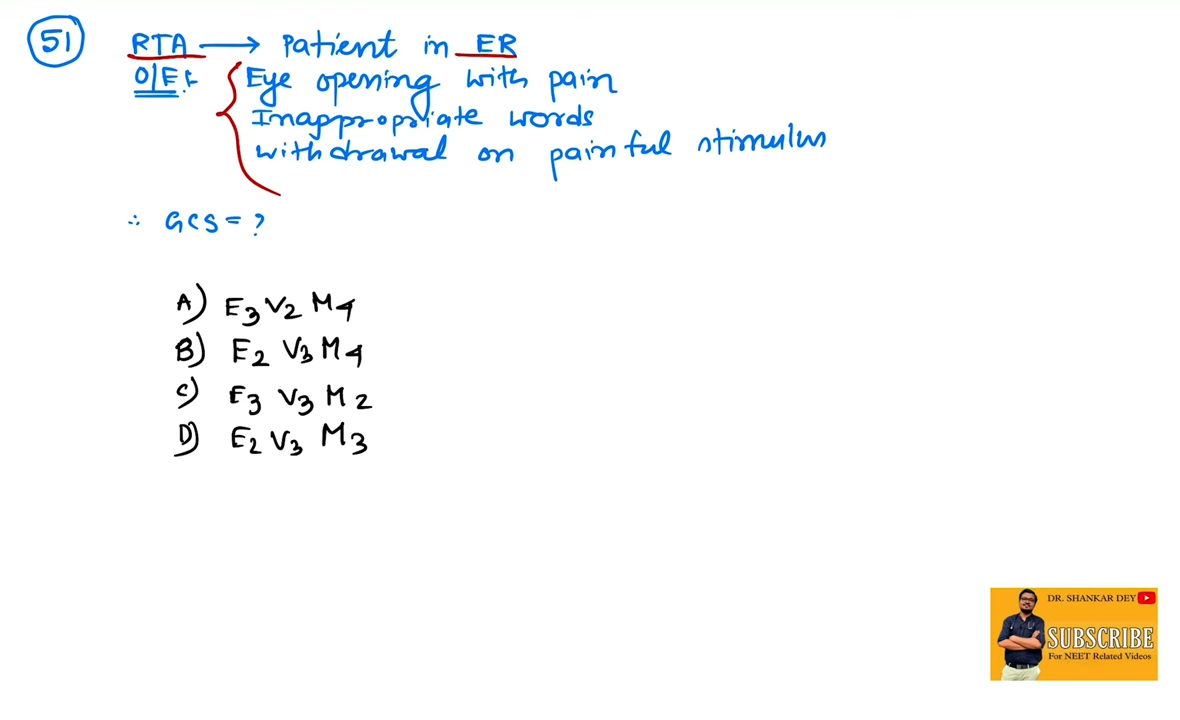 51
RTA → Patient in ER
O/E:
Eye opening with pain
Inappropriate words
withdrawal on painful stimulus
∴ GCS = ?
A) E3 V2 M4
B) E2 V3 M4
C) E3 V3 M2
D) E2 V3 M3
DR. SHANKAR DEY
SUBSCRIBE
For NEET Related Videos